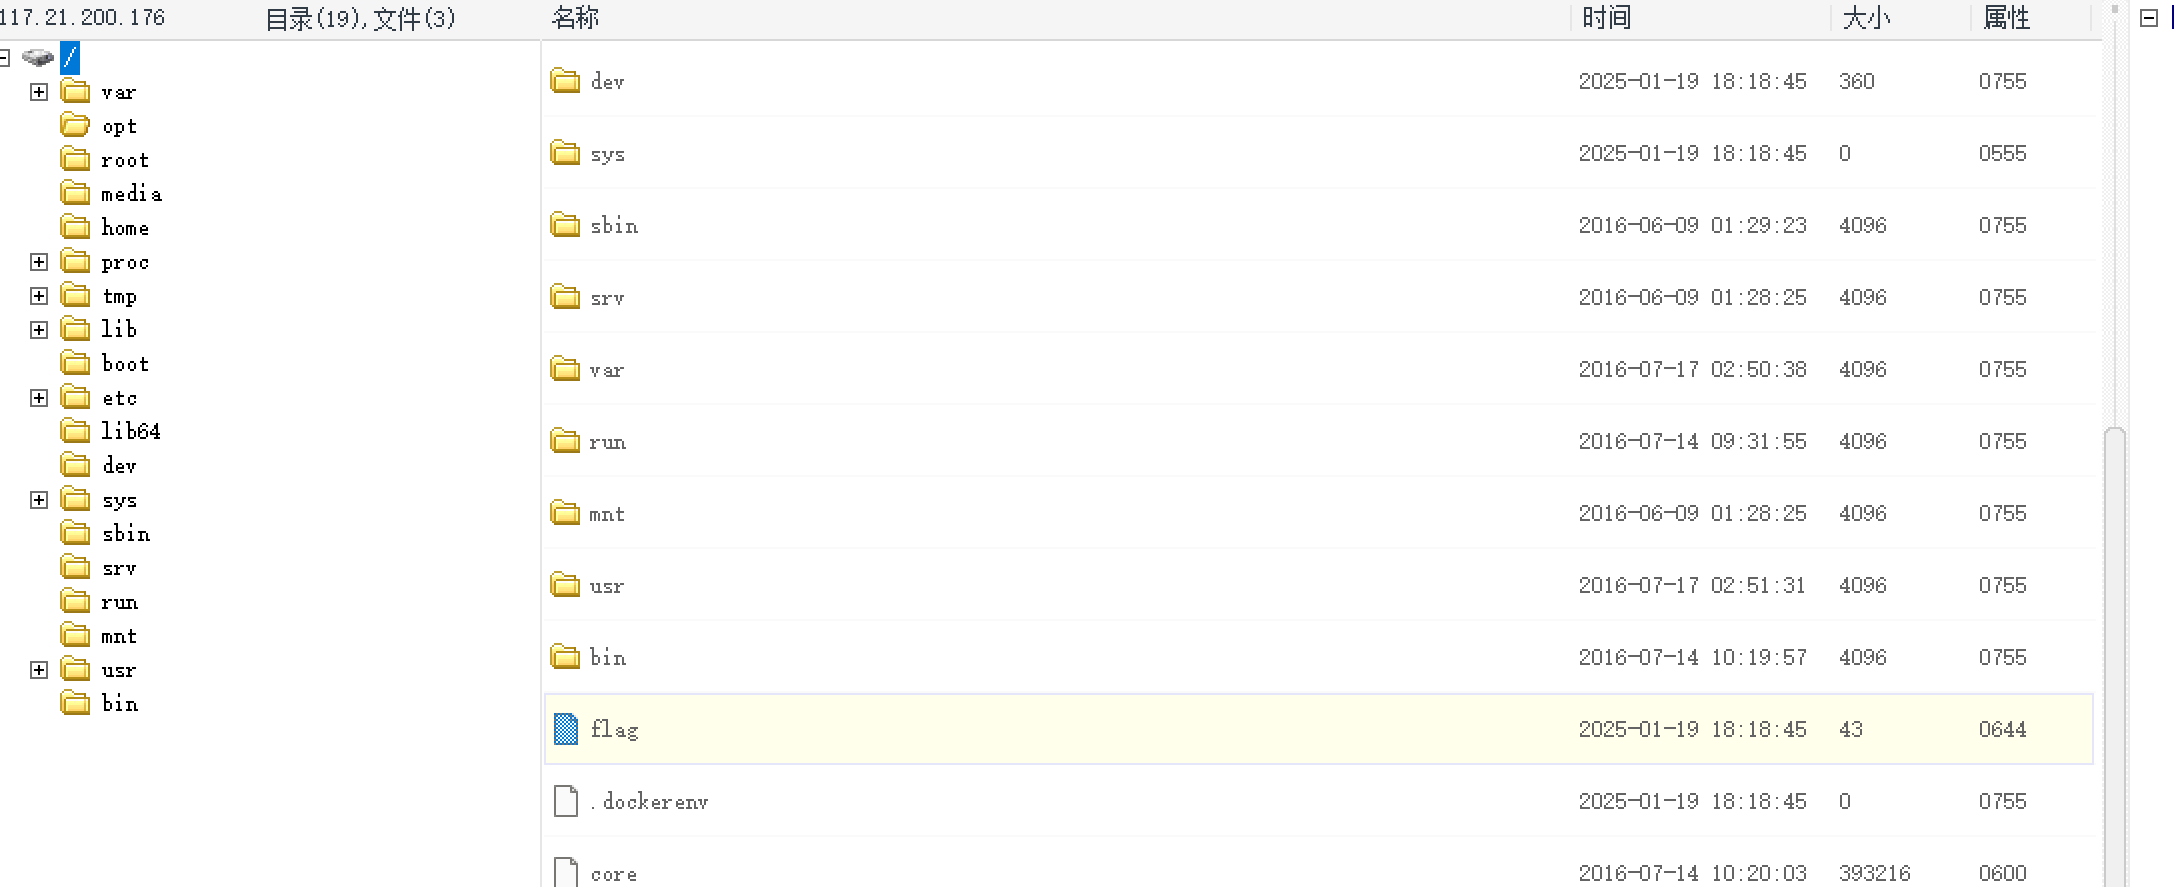 117.21.200.176 目录(19),文件(3) 名称 时间 大小 属性
/
var
opt
root
media
home
proc
tmp
lib
boot
etc
lib64
dev
sys
sbin
srv
run
mnt
usr
bin
dev 2025-01-19 18:18:45 360 0755
sys 2025-01-19 18:18:45 0 0555
sbin 2016-06-09 01:29:23 4096 0755
srv 2016-06-09 01:28:25 4096 0755
var 2016-07-17 02:50:38 4096 0755
run 2016-07-14 09:31:55 4096 0755
mnt 2016-06-09 01:28:25 4096 0755
usr 2016-07-17 02:51:31 4096 0755
bin 2016-07-14 10:19:57 4096 0755
flag 2025-01-19 18:18:45 43 0644
.dockerenv 2025-01-19 18:18:45 0 0755
core 2016-07-14 10:20:03 393216 0600